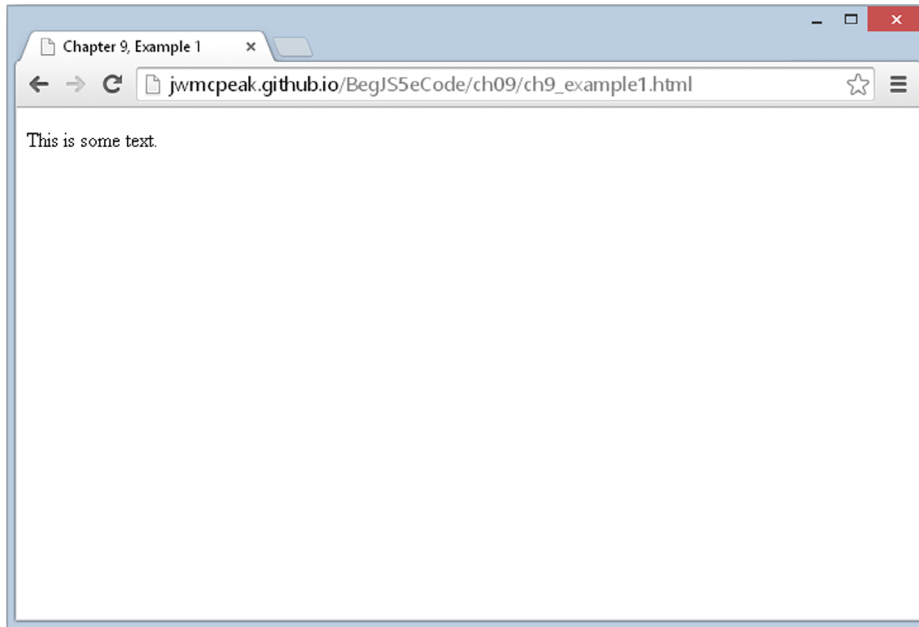 Chapter 9, Example 1
jwmcpeak.github.io/BegJS5eCode/ch09/ch9_example1.html
This is some text.